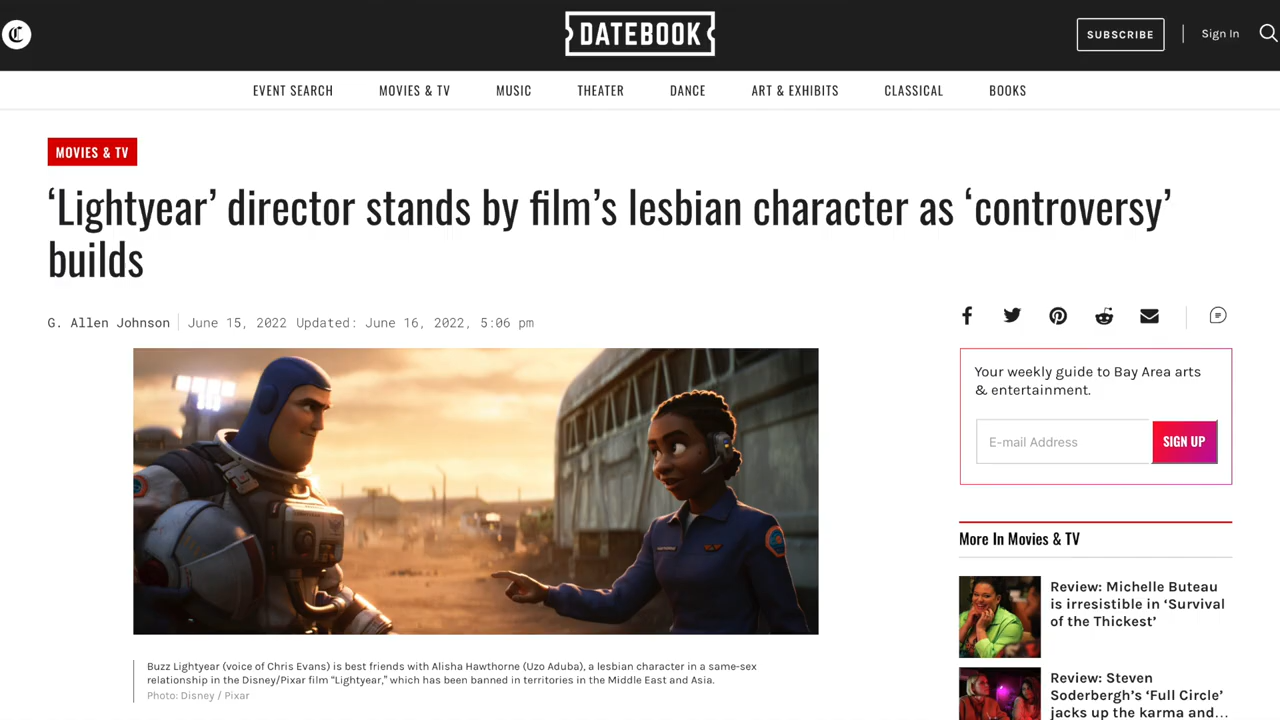 C
DATEBOOK
SUBSCRIBE
Sign In
EVENT SEARCH
MOVIES & TV
MUSIC
THEATER
DANCE
ART & EXHIBITS
CLASSICAL
BOOKS
MOVIES & TV
‘Lightyear’ director stands by film’s lesbian character as ‘controversy’
builds
G. Allen Johnson
June 15, 2022 Updated: June 16, 2022, 5:06 pm
Your weekly guide to Bay Area arts
& entertainment.
E-mail Address
SIGN UP
Buzz Lightyear (voice of Chris Evans) is best friends with Alisha Hawthorne (Uzo Aduba), a lesbian character in a same-sex
relationship in the Disney/Pixar film "Lightyear," which has been banned in territories in the Middle East and Asia.
Photo: Disney / Pixar
More In Movies & TV
Review: Michelle Buteau
is irresistible in ‘Survival
of the Thickest’
Review: Steven
Soderbergh’s ‘Full Circle’
jacks up the karma and...